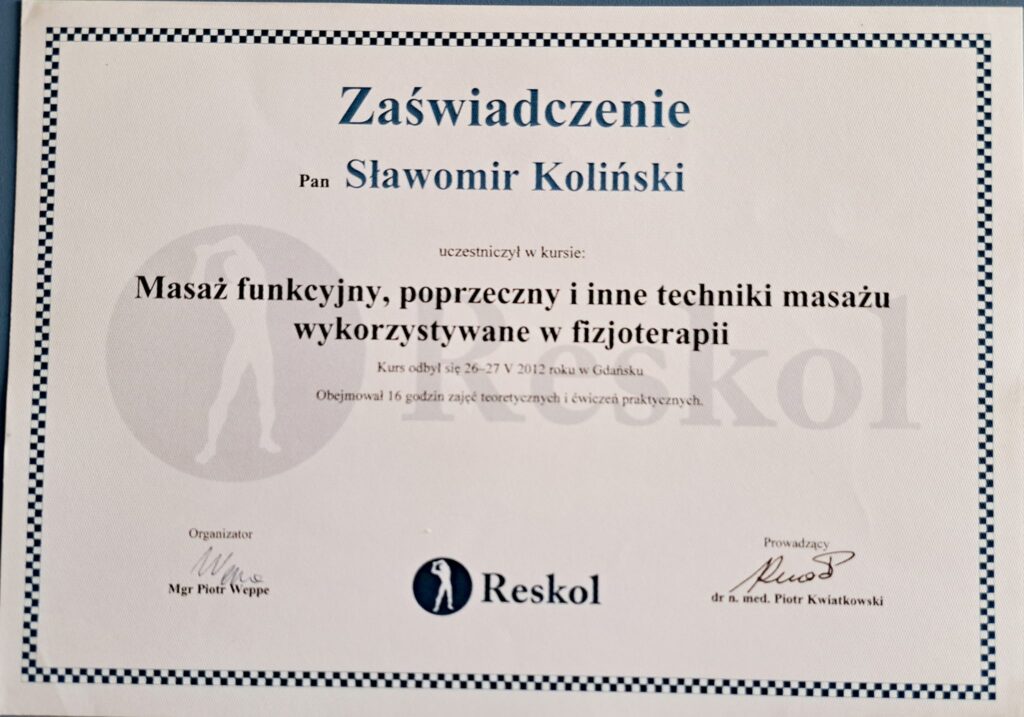 Zaświadczenie
Pan Sławomir Koliński
uczestniczył w kursie:
Masaż funkcyjny, poprzeczny i inne techniki masażu
wykorzystywane w fizjoterapii
Kurs odbył się 26–27 V 2012 roku w Gdańsku
Obejmował 16 godzin zajęć teoretycznych i ćwiczeń praktycznych.
Reskol
Organizator
Mgr Piotr Weppe
Reskol
Prowadzący
dr n. med. Piotr Kwiatkowski